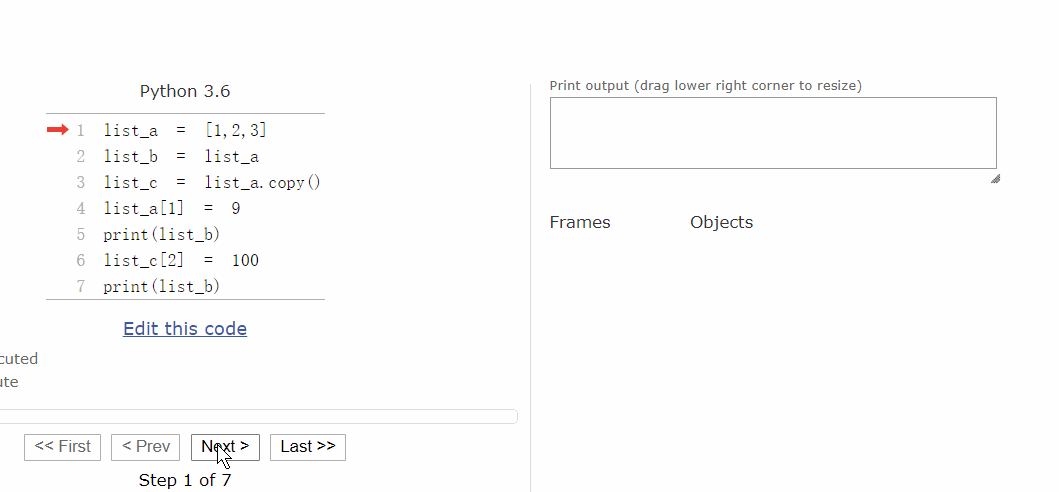 Python 3.6
1 list_a = [1,2,3]
2 list_b = list_a
3 list_c = list_a.copy()
4 list_a[1] = 9
5 print(list_b)
6 list_c[2] = 100
7 print(list_b)
Edit this code
cuted
ute
<< First < Prev Next > Last >>
Step 1 of 7
Print output (drag lower right corner to resize)
Frames Objects